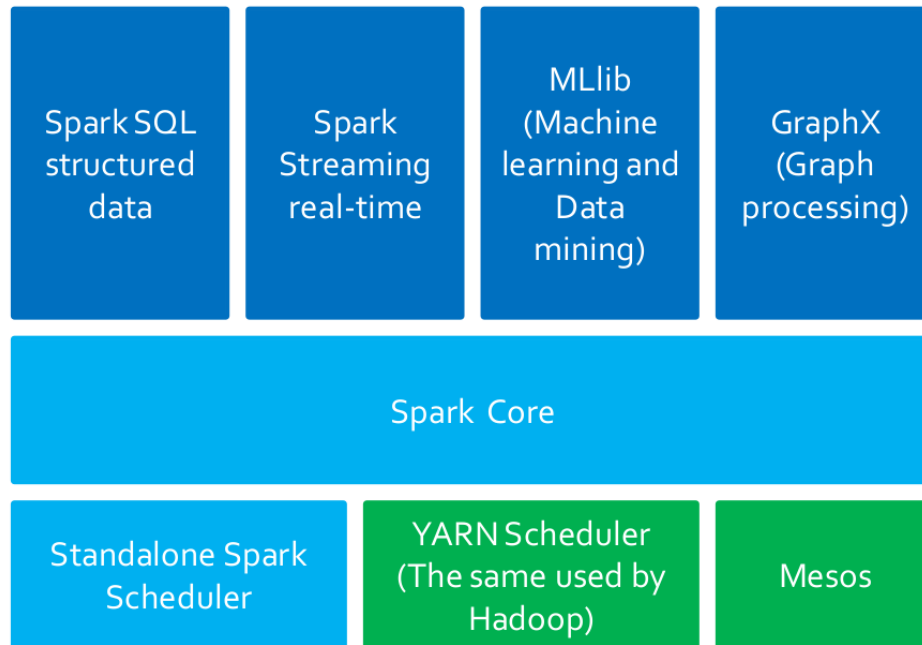 Spark SQL
structured
data
Spark
Streaming
real-time
MLlib
(Machine
learning and
Data
mining)
GraphX
(Graph
processing)
Spark Core
Standalone Spark
Scheduler
YARN Scheduler
(The same used by
Hadoop)
Mesos